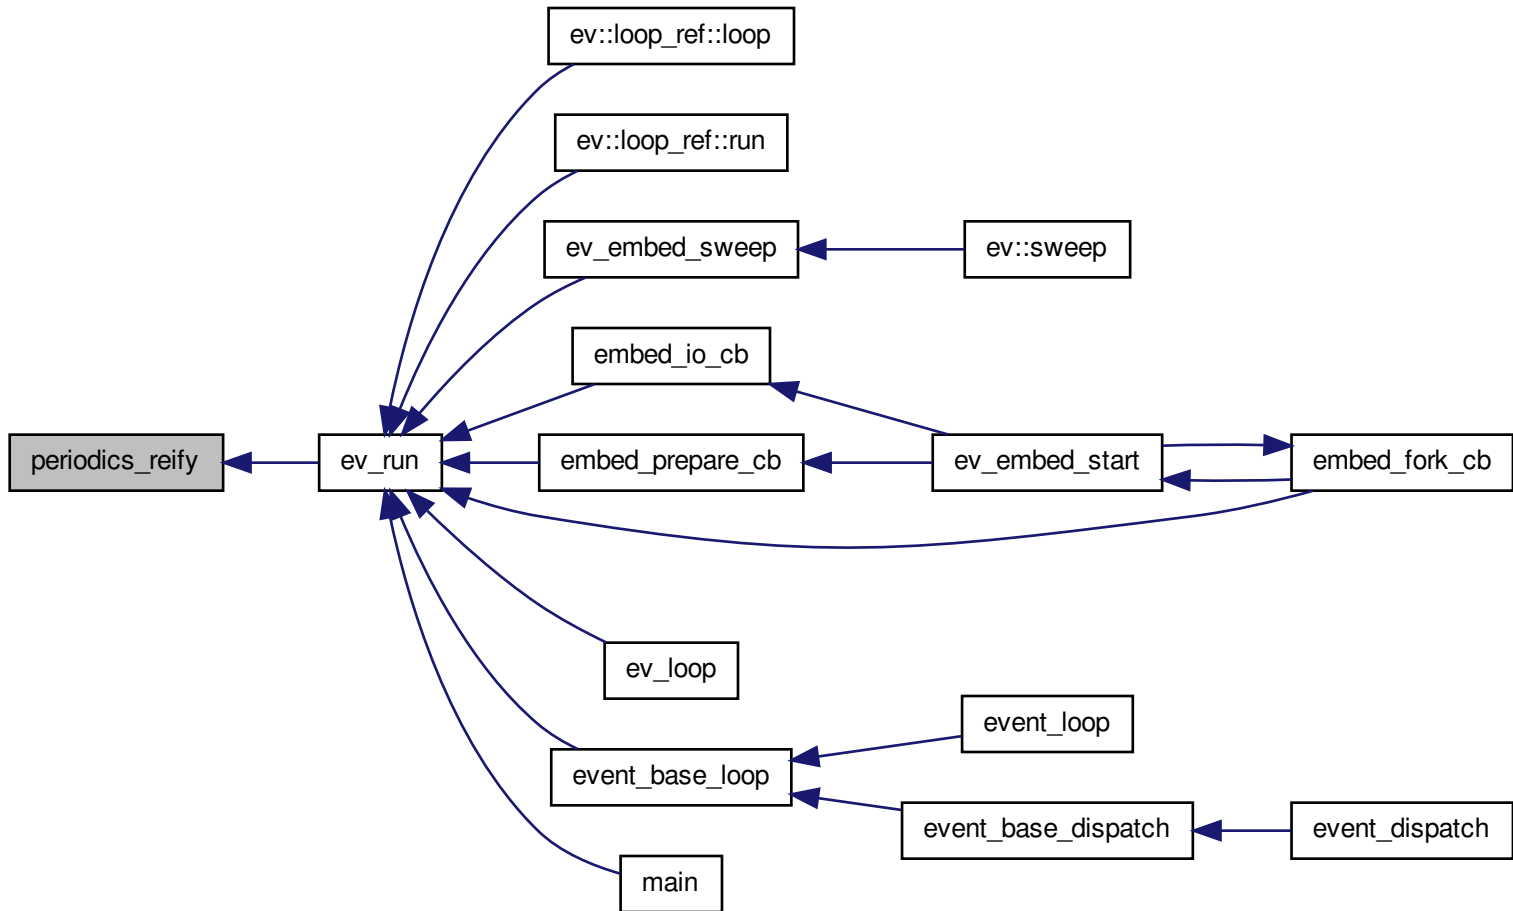 ev::loop_ref::loop
ev::loop_ref::run
ev_embed_sweep
ev::sweep
embed_io_cb
periodics_reify
ev_run
embed_prepare_cb
ev_embed_start
embed_fork_cb
ev_loop
event_loop
event_base_loop
event_base_dispatch
event_dispatch
main